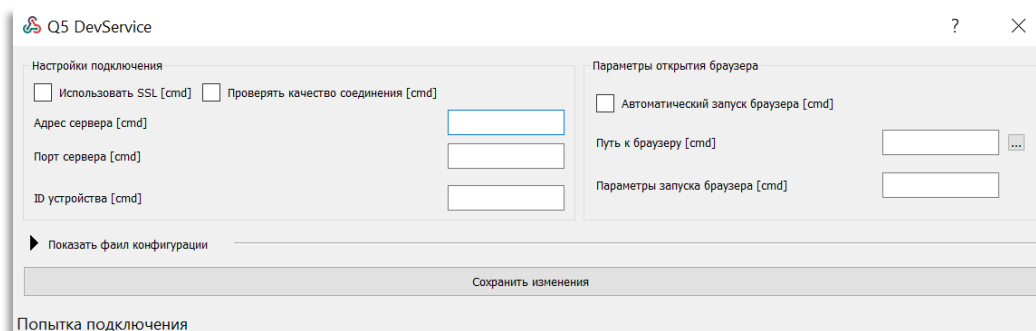 Q5 DevService
Настройки подключения
Использовать SSL [cmd] Проверять качество соединения [cmd]
Адрес сервера [cmd]
Порт сервера [cmd]
ID устройства [cmd]
Параметры открытия браузера
Автоматический запуск браузера [cmd]
Путь к браузеру [cmd] ...
Параметры запуска браузера [cmd]
Показать фаил конфигурации
Сохранить изменения
Попытка подключения